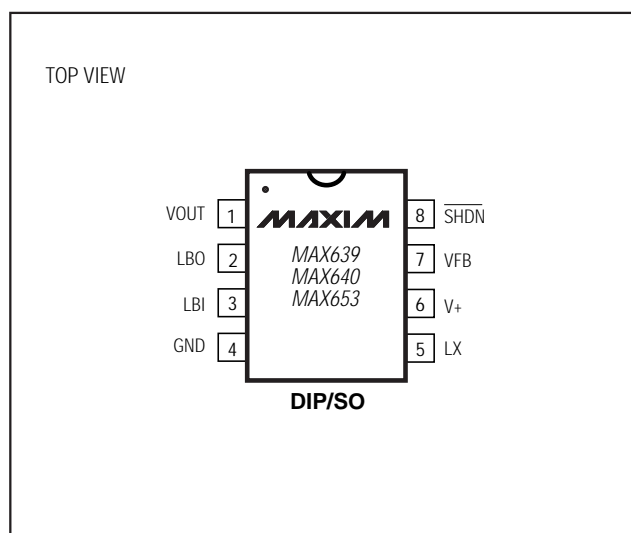 TOP VIEW
VOUT 1 MAXIM 8 SHDN
LBO 2 MAX639 7 VFB
MAX640
LBI 3 MAX653 6 V+
GND 4 5 LX
DIP/SO